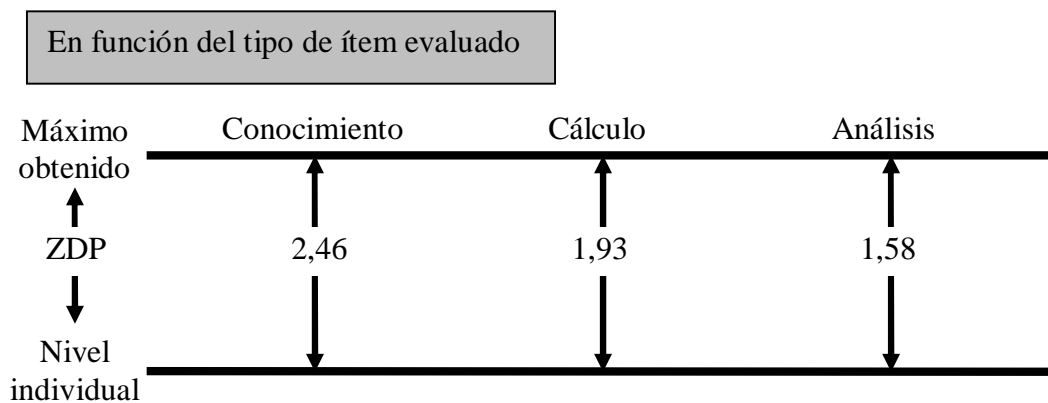 En función del tipo de ítem evaluado
Máximo
obtenido
Conocimiento
Cálculo
Análisis
ZDP
2,46
1,93
1,58
Nivel
individual